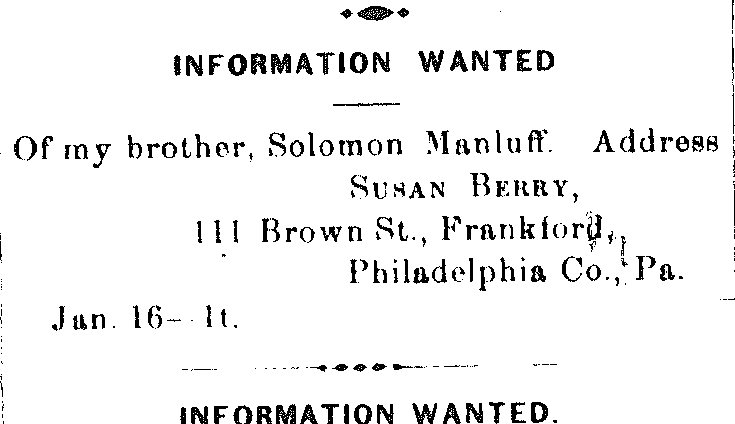 INFORMATION WANTED
Of my brother, Solomon Manluff. Address
SUSAN BERRY,
111 Brown St., Frankford,
Philadelphia Co., Pa.
Jan. 16—1t.
INFORMATION WANTED.